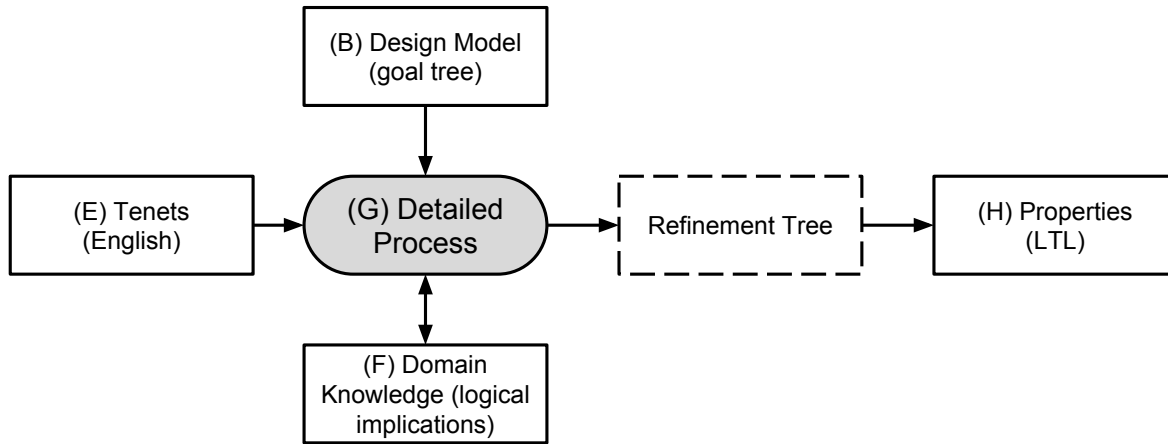 (B) Design Model
(goal tree)
(E) Tenets
(English)
(G) Detailed
Process
Refinement Tree
(H) Properties
(LTL)
(F) Domain
Knowledge (logical
implications)